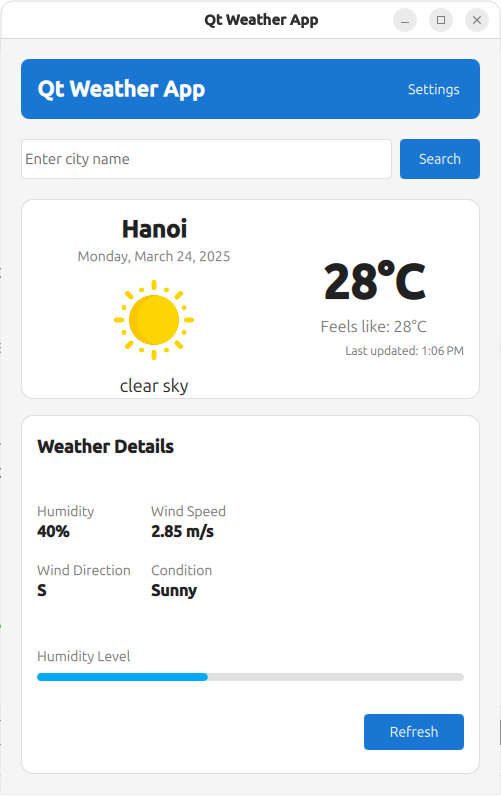 Qt Weather App
Qt Weather App
Settings
Enter city name
Search
Hanoi
Monday, March 24, 2025
clear sky
28°C
Feels like: 28°C
Last updated: 1:06 PM
Weather Details
Humidity
Wind Speed
40%
2.85 m/s
Wind Direction
Condition
S
Sunny
Humidity Level
Refresh